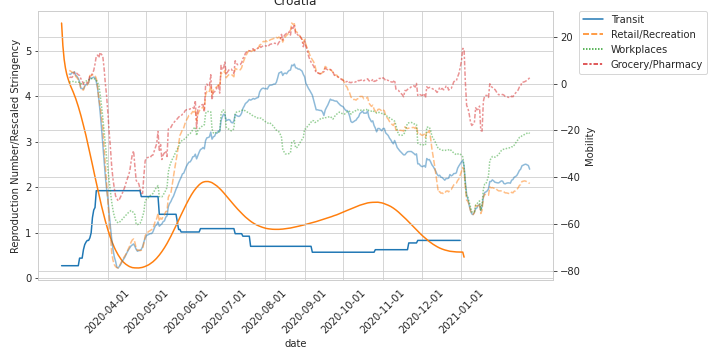 Croatia
Reproduction Number/Rescaled Stringency
5
4
3
2
1
0
20
0
−20
−40
−60
−80
Mobility
2020-04-01
2020-05-01
2020-06-01
2020-07-01
2020-08-01
2020-09-01
2020-10-01
2020-11-01
2020-12-01
2021-01-01
date
Transit
Retail/Recreation
Workplaces
Grocery/Pharmacy